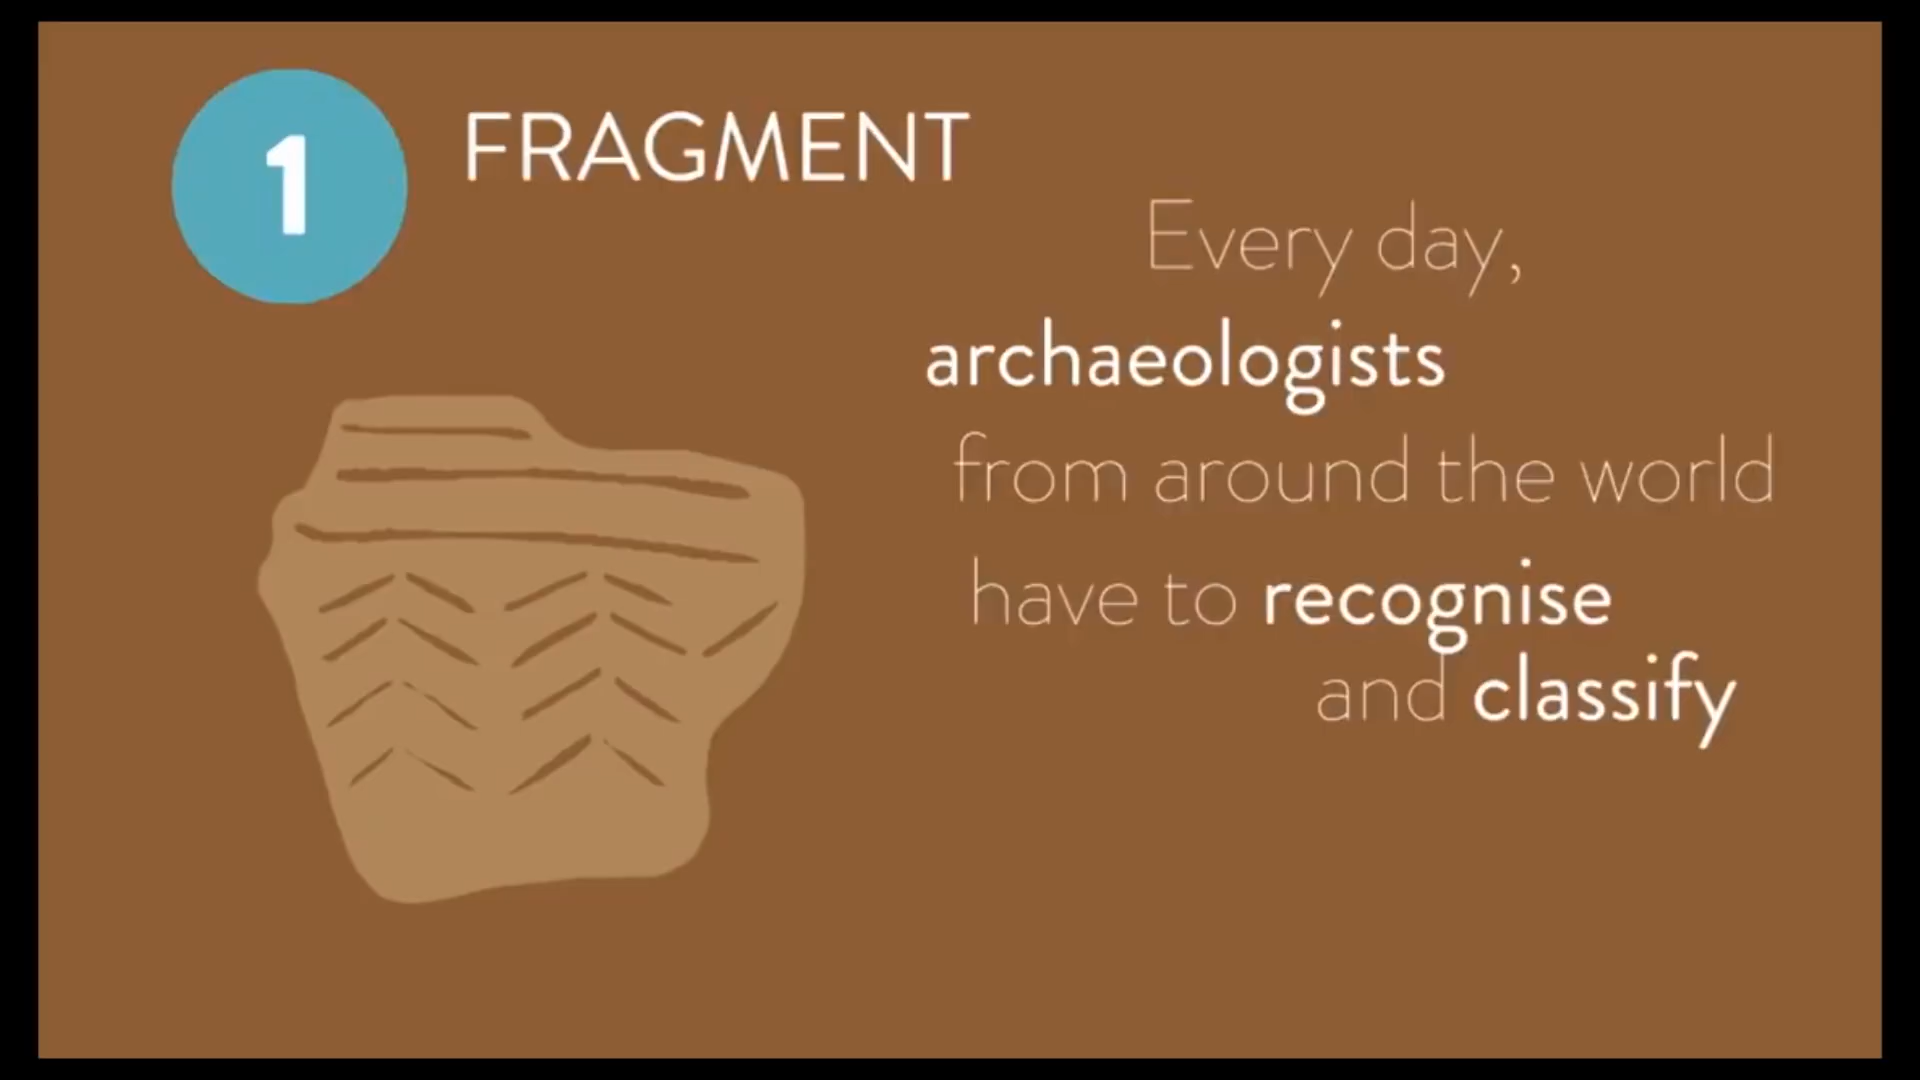 1
FRAGMENT
Every day,
archaeologists
from around the world
have to recognise
and classify